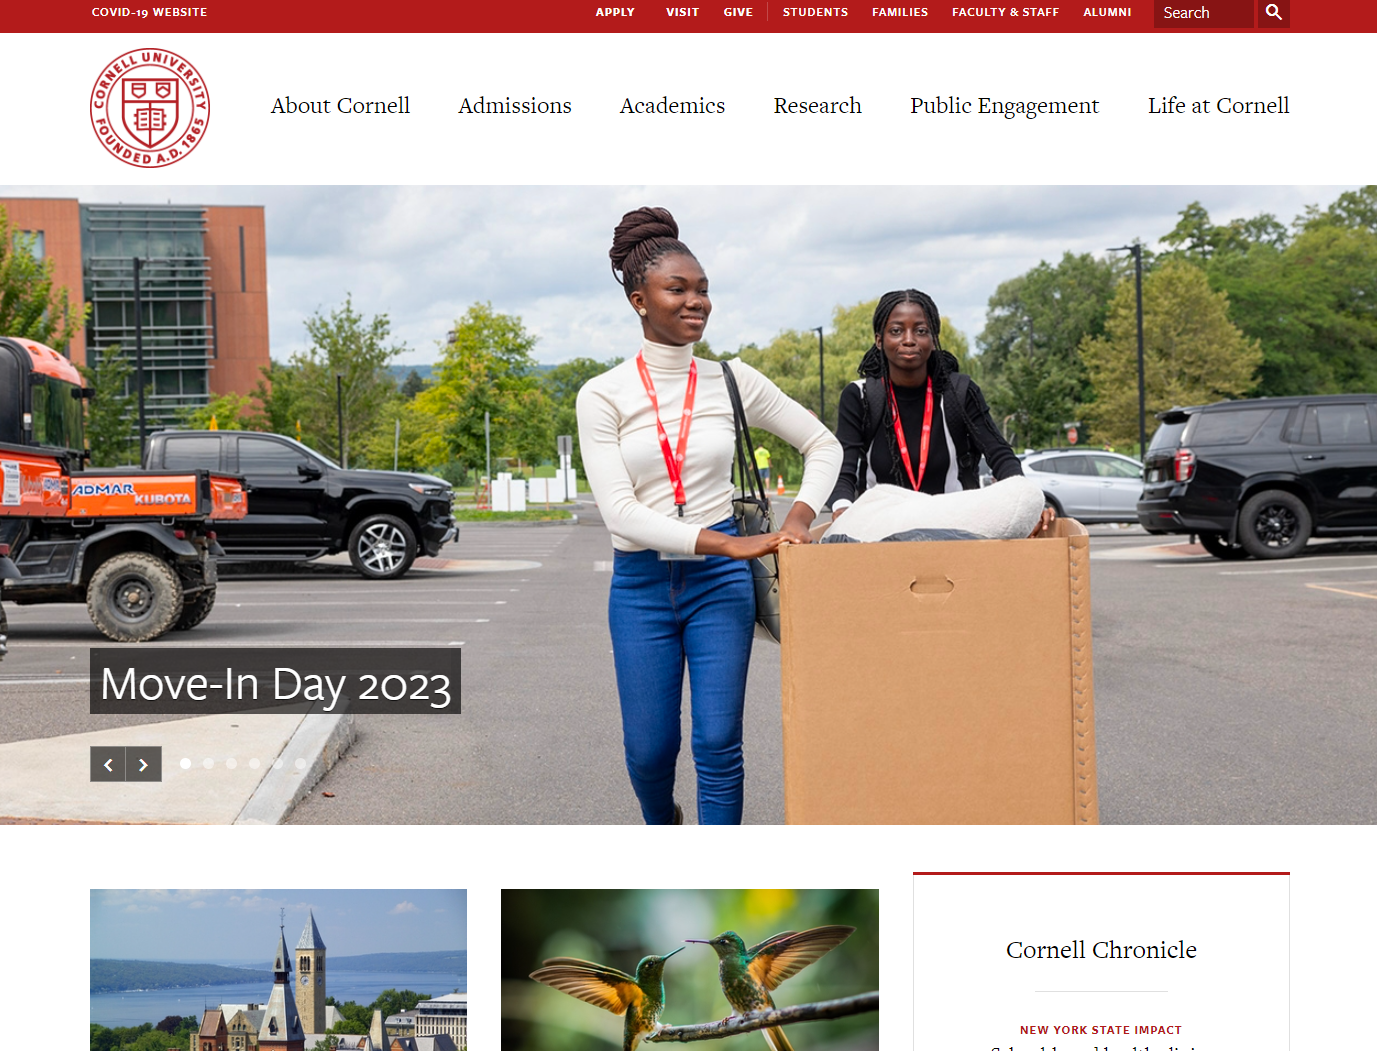 COVID-19 WEBSITE
APPLY VISIT GIVE STUDENTS FAMILIES FACULTY & STAFF ALUMNI Search
CORNELL UNIVERSITY
FOUNDED A.D. 1865
About Cornell Admissions Academics Research Public Engagement Life at Cornell
ADMAR KUBOTA
Move-In Day 2023
Cornell Chronicle
NEW YORK STATE IMPACT